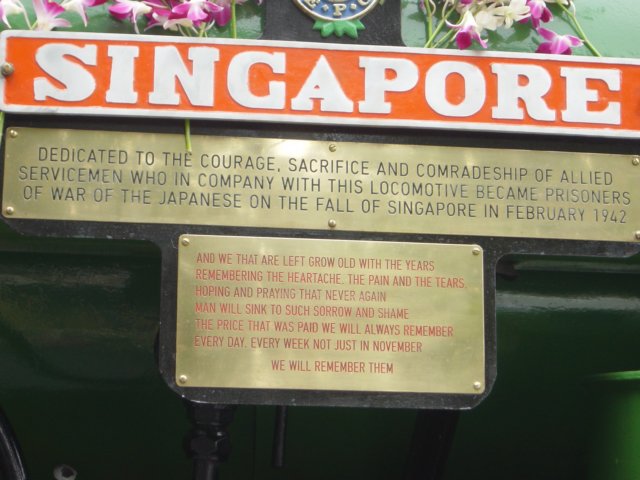 SINGAPORE
DEDICATED TO THE COURAGE, SACRIFICE AND COMRADESHIP OF ALLIED
SERVICEMEN WHO IN COMPANY WITH THIS LOCOMOTIVE BECAME PRISONERS
OF WAR OF THE JAPANESE ON THE FALL OF SINGAPORE IN FEBRUARY 1942
AND WE THAT ARE LEFT GROW OLD WITH THE YEARS
REMEMBERING THE HEARTACHE, THE PAIN AND THE TEARS,
HOPING AND PRAYING THAT NEVER AGAIN
MAN WILL SINK TO SUCH SORROW AND SHAME
THE PRICE THAT WAS PAID WE WILL ALWAYS REMEMBER
EVERY DAY, EVERY WEEK NOT JUST IN NOVEMBER
WE WILL REMEMBER THEM